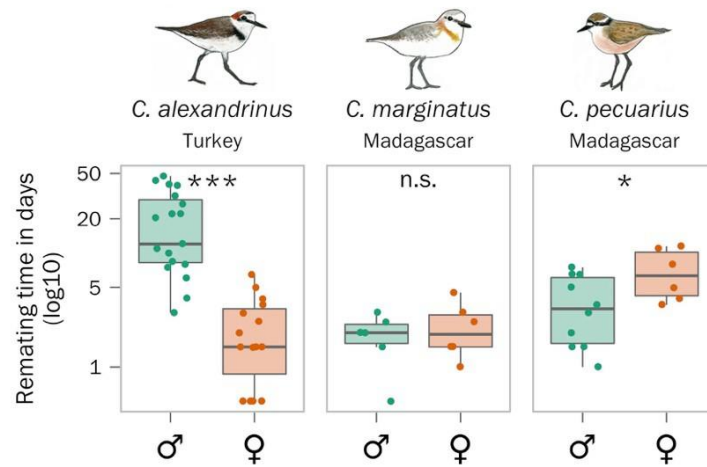 C. alexandrinus
Turkey
C. marginatus
Madagascar
C. pecuarius
Madagascar
Remating time in days
(log10)
50
20
5
1
***
n.s.
*
♂ ♀ ♂ ♀ ♂ ♀